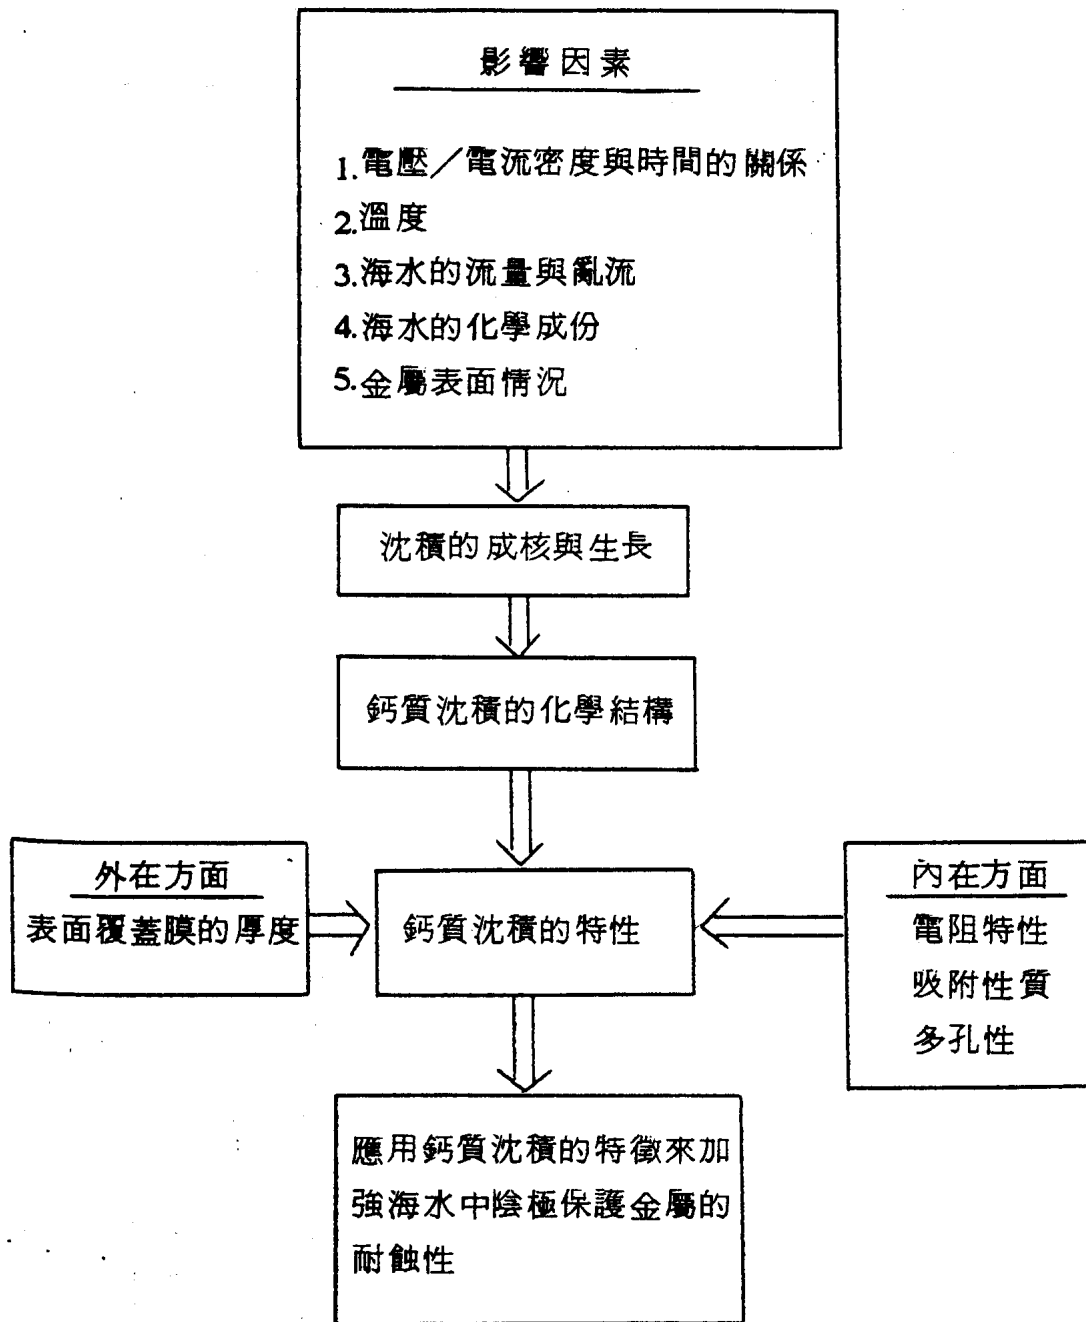 影響因素
1.電壓／電流密度與時間的關係
2.溫度
3.海水的流量與亂流
4.海水的化學成份
5.金屬表面情況
沈積的成核與生長
鈣質沈積的化學結構
外在方面
表面覆蓋膜的厚度
鈣質沈積的特性
內在方面
電阻特性
吸附性質
多孔性
應用鈣質沈積的特徵來加
強海水中陰極保護金屬的
耐蝕性